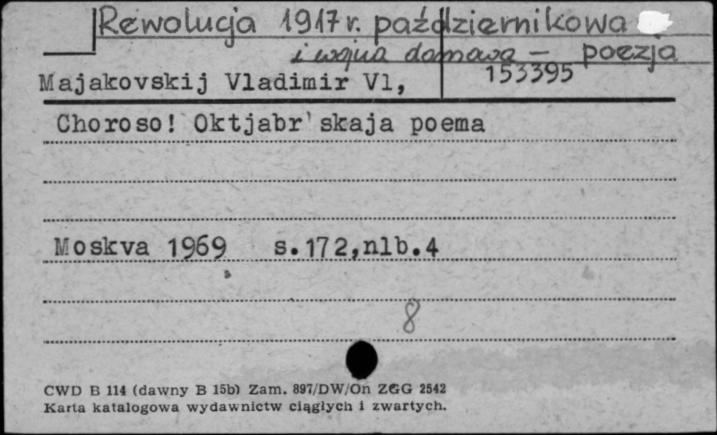 Rewolucja 1917 r. październikowa
i wojna domowa – poezja
Majakovskij Vladimir Vl,
153395
Choroso! Oktjabr'skaja poema
Moskva 1969 s.172,nlb.4
8
CWD B 114 (dawny B 15b) Zam. 897/DW/On ZGG 2542
Karta katalogowa wydawnictw ciągłych i zwartych.